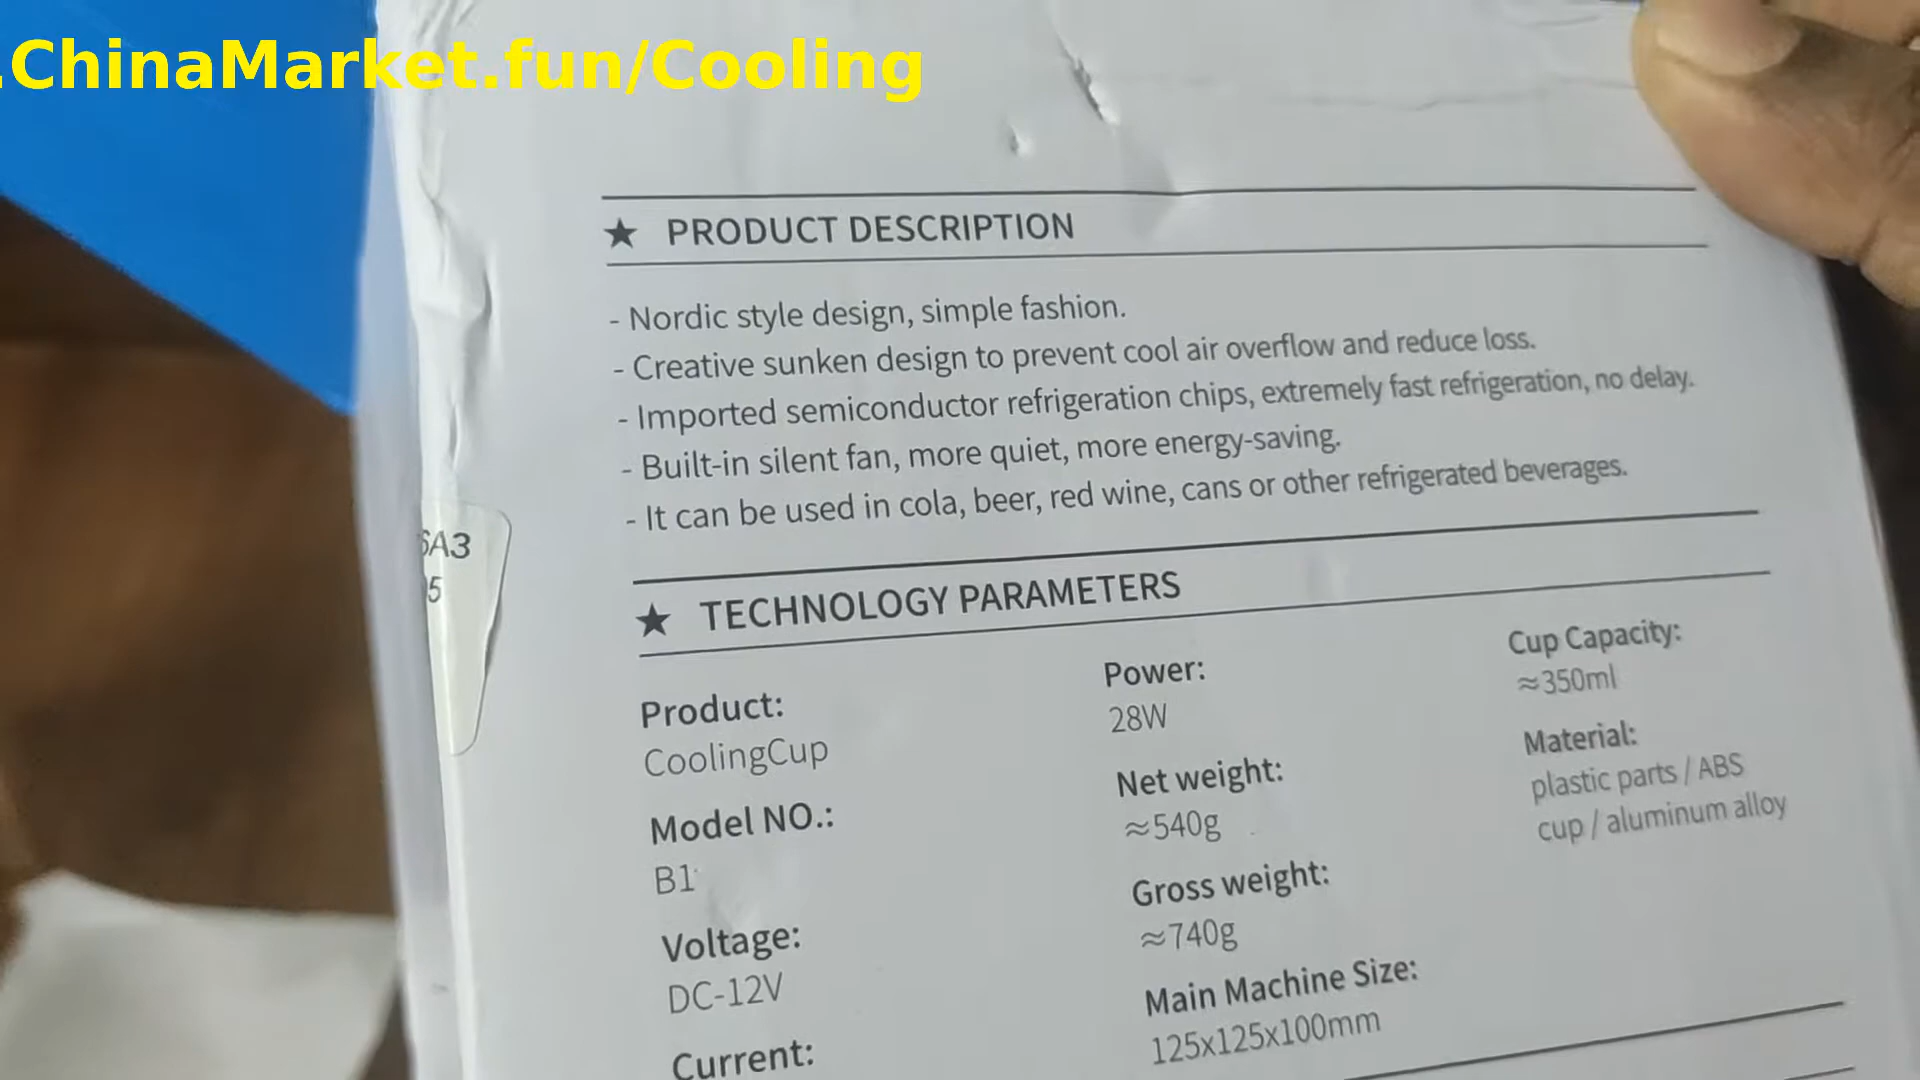 .ChinaMarket.fun/Cooling
★ PRODUCT DESCRIPTION
- Nordic style design, simple fashion.
- Creative sunken design to prevent cool air overflow and reduce loss.
- Imported semiconductor refrigeration chips, extremely fast refrigeration, no delay.
- Built-in silent fan, more quiet, more energy-saving.
- It can be used in cola, beer, red wine, cans or other refrigerated beverages.
6A3
5
★ TECHNOLOGY PARAMETERS
Product:
CoolingCup
Model NO.:
B1
Voltage:
DC-12V
Current:
Power:
28W
Net weight:
≈540g
Gross weight:
≈740g
Main Machine Size:
125x125x100mm
Cup Capacity:
≈350ml
Material:
plastic parts / ABS
cup / aluminum alloy